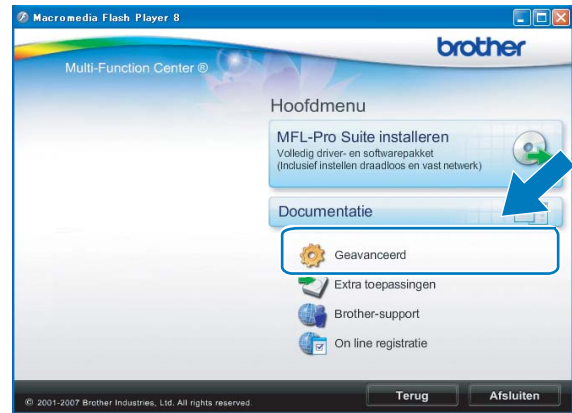 Macromedia Flash Player 8
brother
Multi-Function Center ®
Hoofdmenu
MFL-Pro Suite installeren
Volledig driver- en softwarepakket
(Inclusief instellen draadloos en vast netwerk)
Documentatie
Geavanceerd
Extra toepassingen
Brother-support
On line registratie
© 2001-2007 Brother Industries, Ltd. All rights reserved.
Terug
Afsluiten